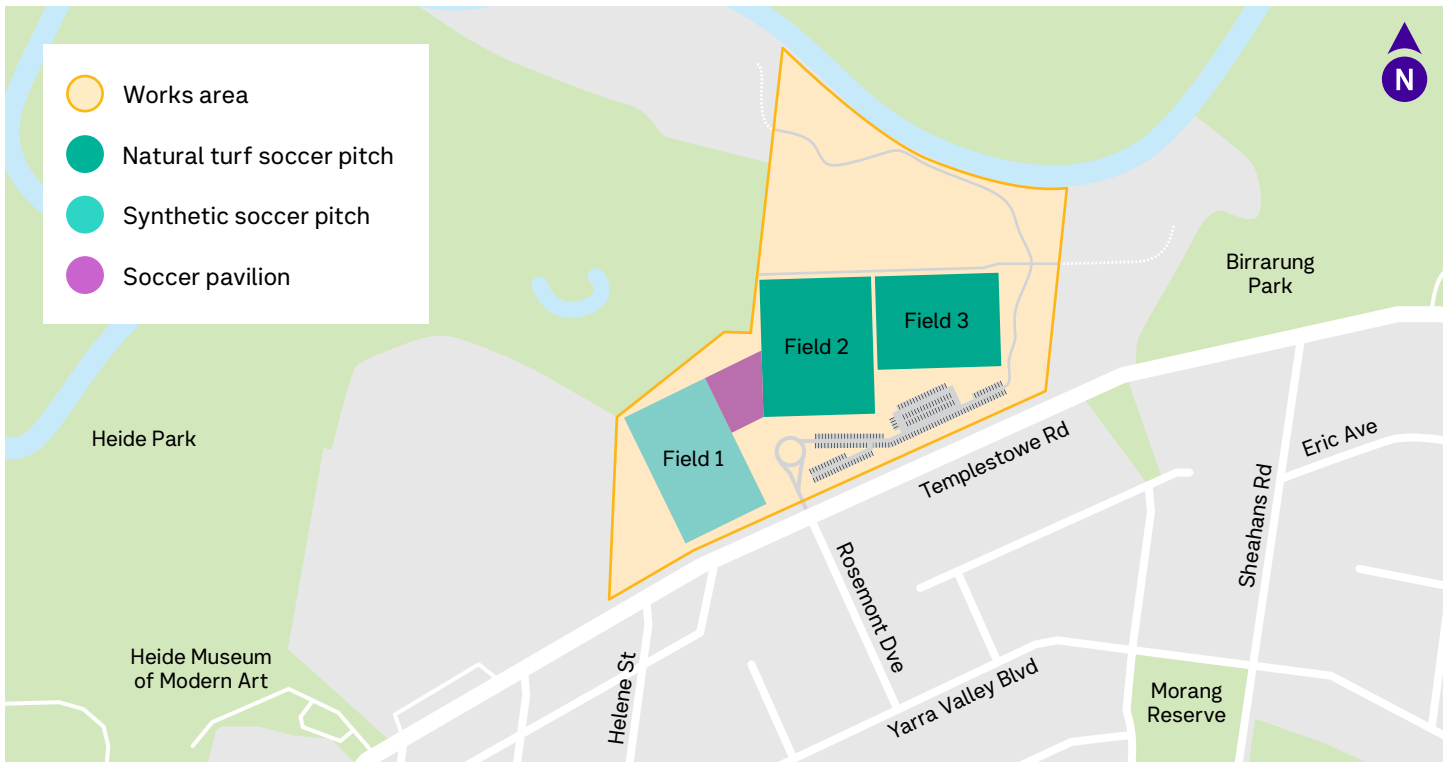 Works area
Natural turf soccer pitch
Synthetic soccer pitch
Soccer pavilion
N
Birrarung
Park
Field 3
Field 2
Field 1
Heide Park
Templestowe Rd
Eric Ave
Sheahans Rd
Rosemont Dve
Heide Museum
of Modern Art
Helene St
Yarra Valley Blvd
Morang
Reserve